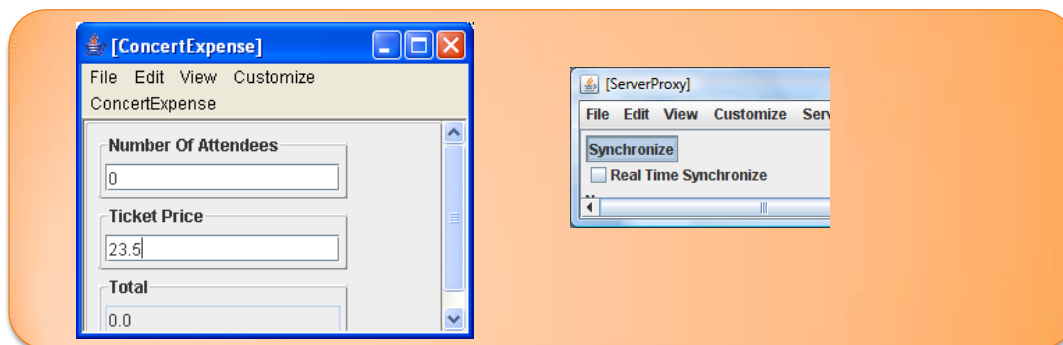 [ConcertExpense]
File Edit View Customize
ConcertExpense
Number Of Attendees
0
Ticket Price
23.5
Total
0.0
[ServerProxy]
File Edit View Customize Serv
Synchronize
Real Time Synchronize